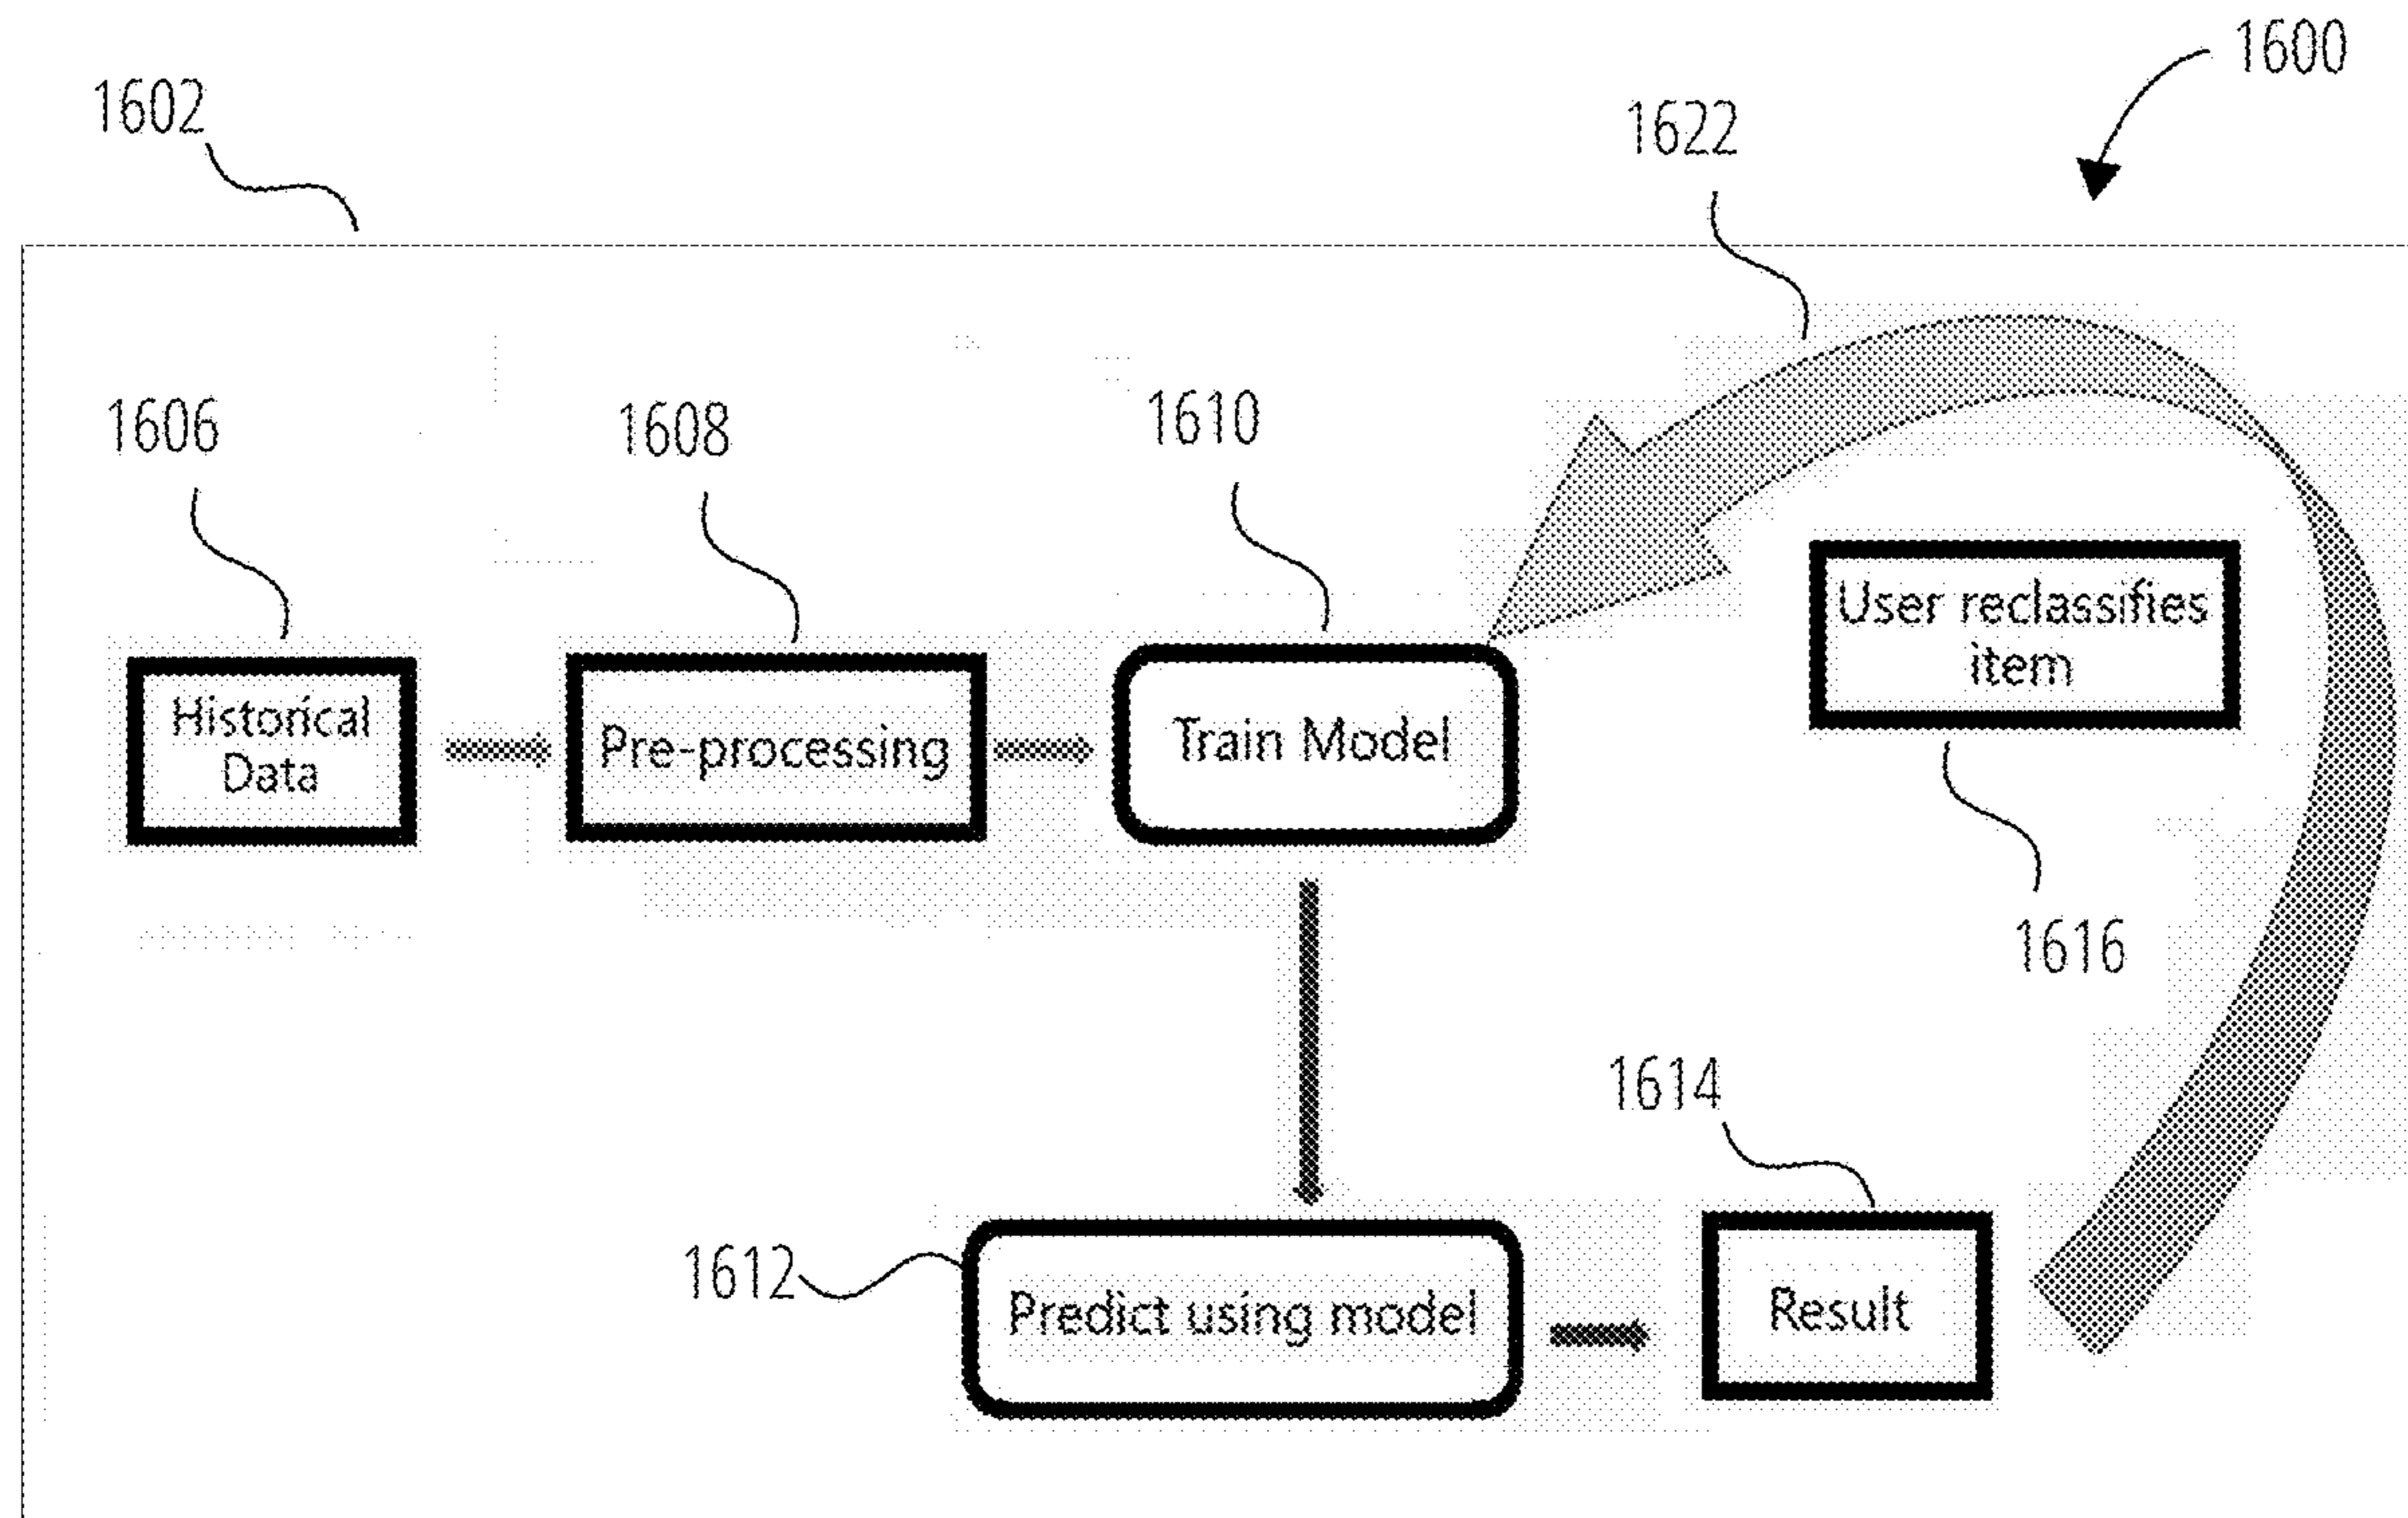 1600
1602
1622
1606
1608
1610
Historical
Data
Pre-processing
Train Model
User reclassifies
item
1616
1614
1612
Predict using model
Result